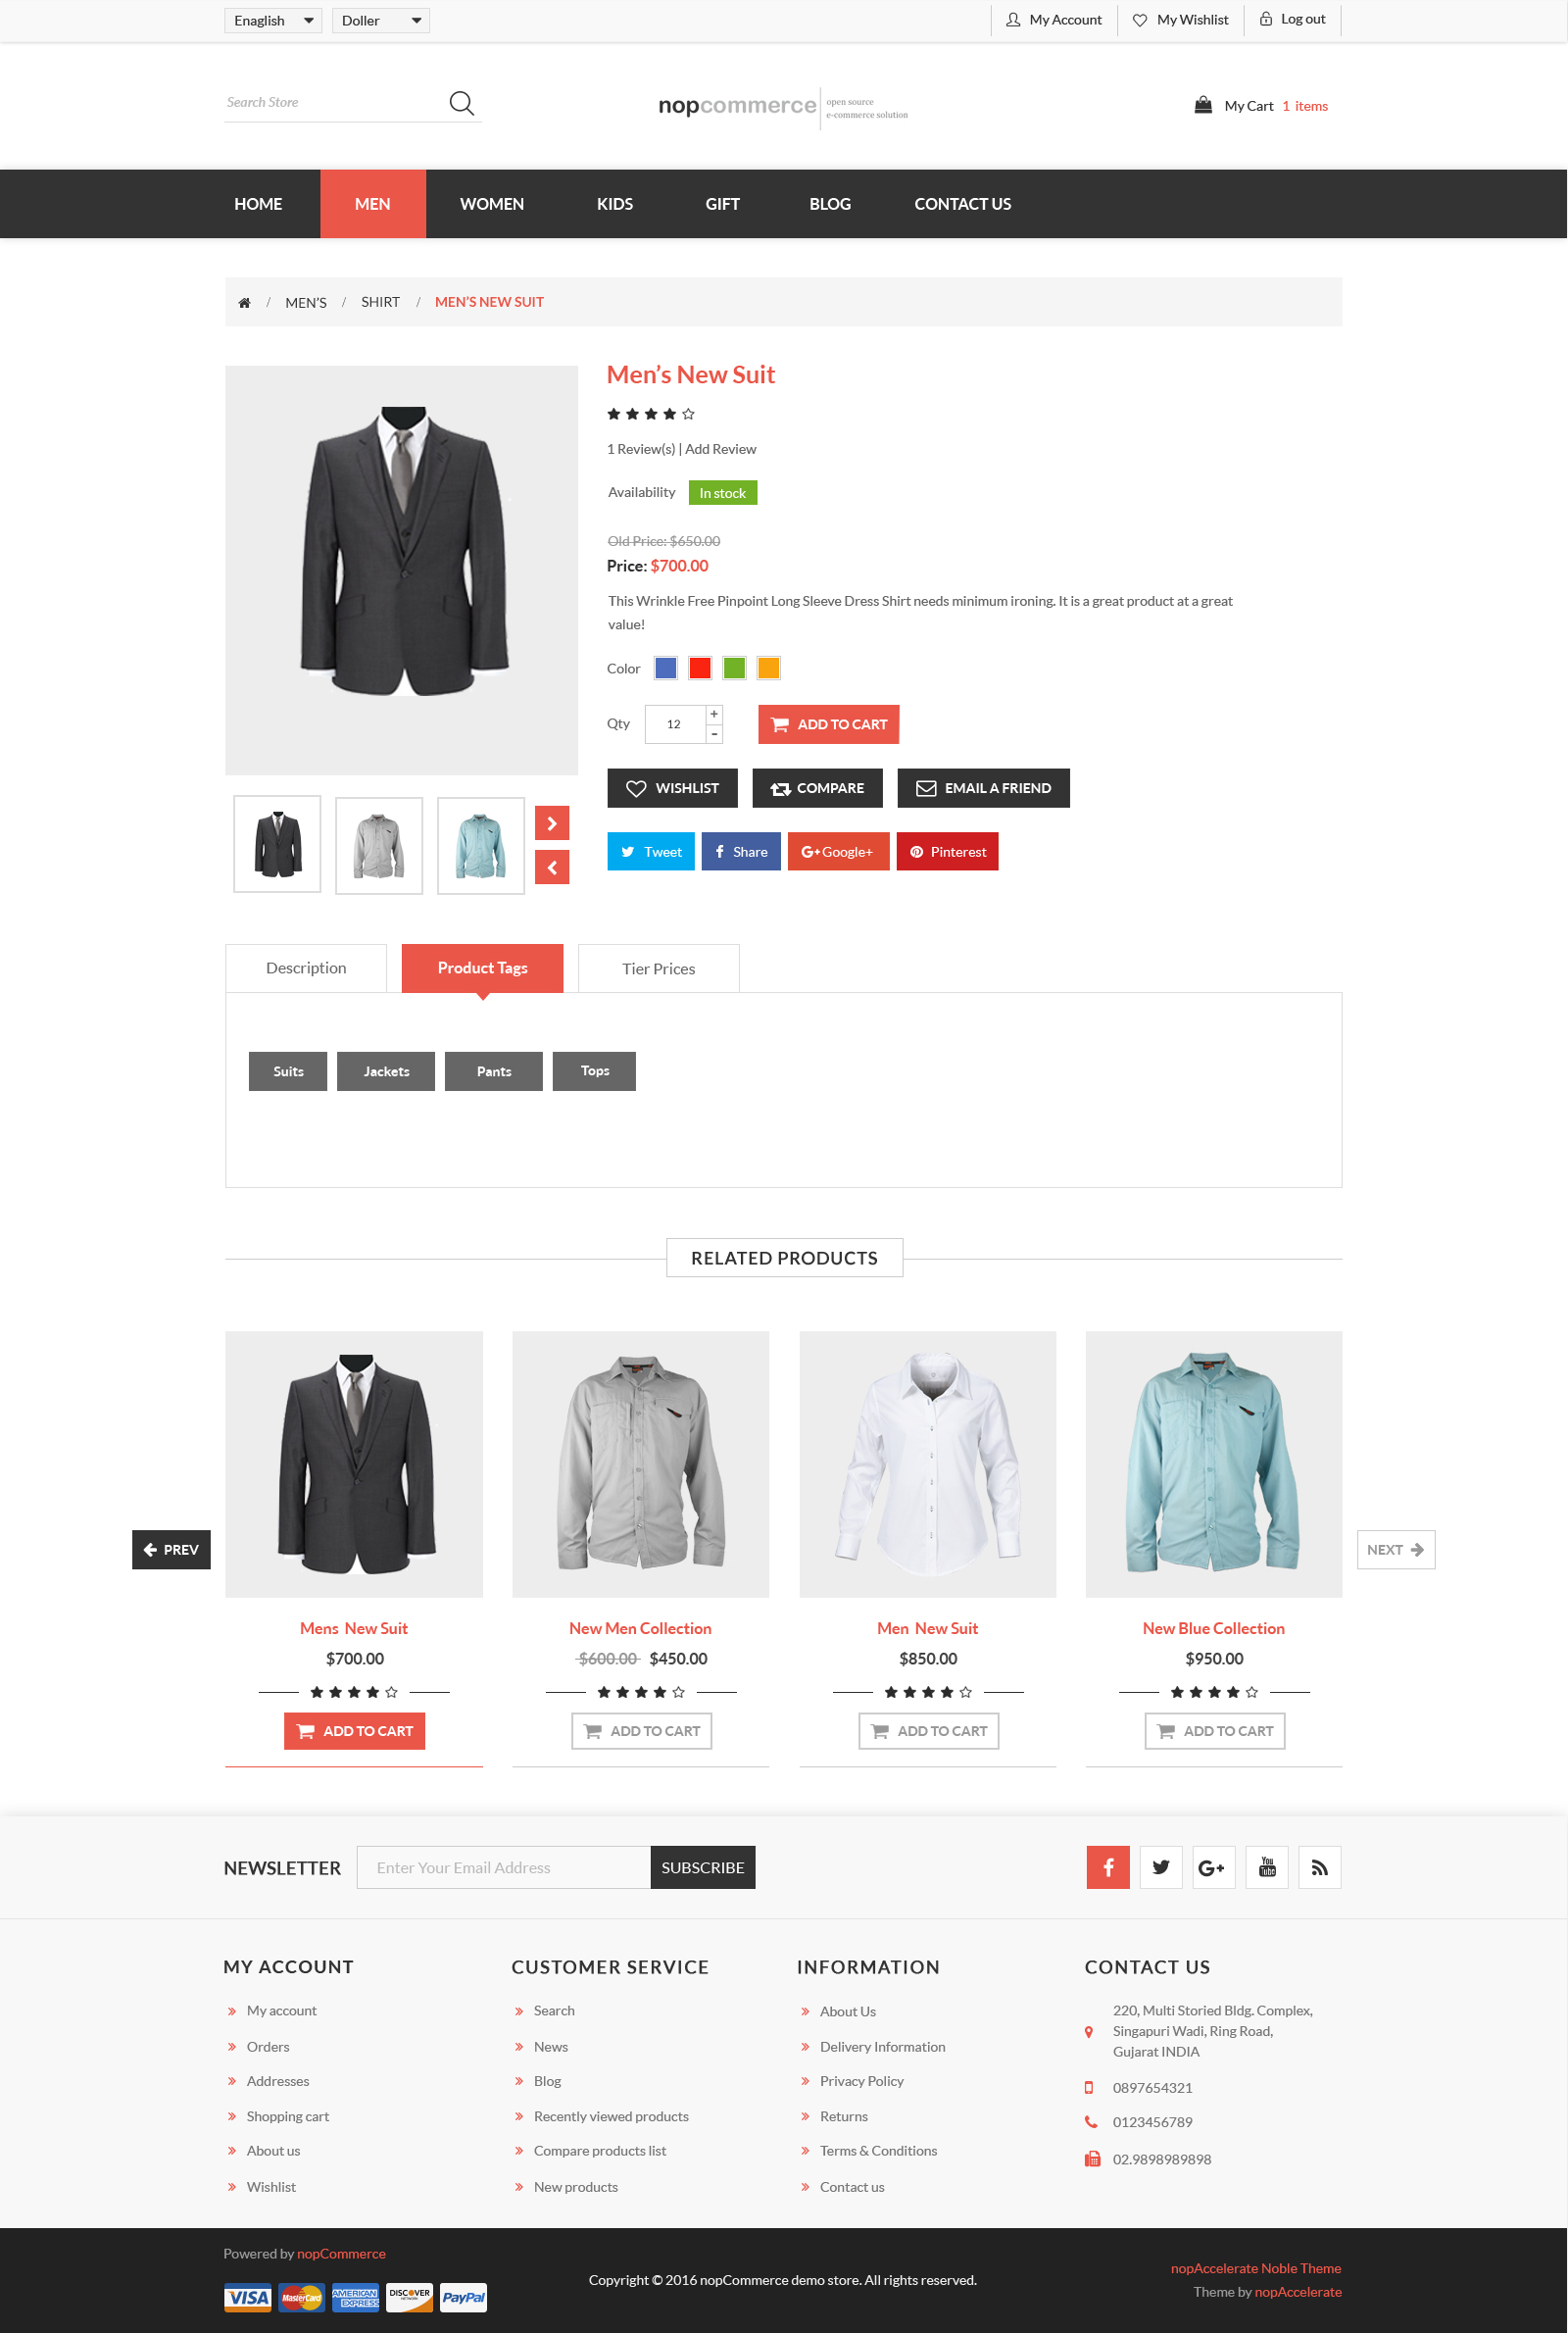 Enaglish Doller My Account My Wishlist Log out
Search Store nopcommerce open source
e-commerce solution
My Cart 1 items
HOME MEN WOMEN KIDS GIFT BLOG CONTACT US
/ MEN'S / SHIRT / MEN'S NEW SUIT
Men's New Suit
1 Review(s) | Add Review
Availability In stock
Old Price: $650.00
Price: $700.00
This Wrinkle Free Pinpoint Long Sleeve Dress Shirt needs minimum ironing. It is a great product at a great
value!
Color
Qty 12 + - ADD TO CART
WISHLIST COMPARE EMAIL A FRIEND
Tweet Share G+ Google+ Pinterest
Description Product Tags Tier Prices
Suits Jackets Pants Tops
RELATED PRODUCTS
PREV NEXT
Mens New Suit New Men Collection Men New Suit New Blue Collection
$700.00 $600.00 $450.00 $850.00 $950.00
ADD TO CART ADD TO CART ADD TO CART ADD TO CART
NEWSLETTER Enter Your Email Address SUBSCRIBE f G+ You Tube
MY ACCOUNT CUSTOMER SERVICE INFORMATION CONTACT US
My account Search About Us 220, Multi Storied Bldg. Complex,
Singapuri Wadi, Ring Road,
Orders News Delivery Information Gujarat INDIA
Addresses Blog Privacy Policy 0897654321
Shopping cart Recently viewed products Returns 0123456789
About us Compare products list Terms & Conditions 02.9898989898
Wishlist New products Contact us
Powered by nopCommerce
VISA MasterCard AMERICAN EXPRESS DISCOVER NETWORK PayPal
Copyright © 2016 nopCommerce demo store. All rights reserved.
nopAccelerate Noble Theme
Theme by nopAccelerate